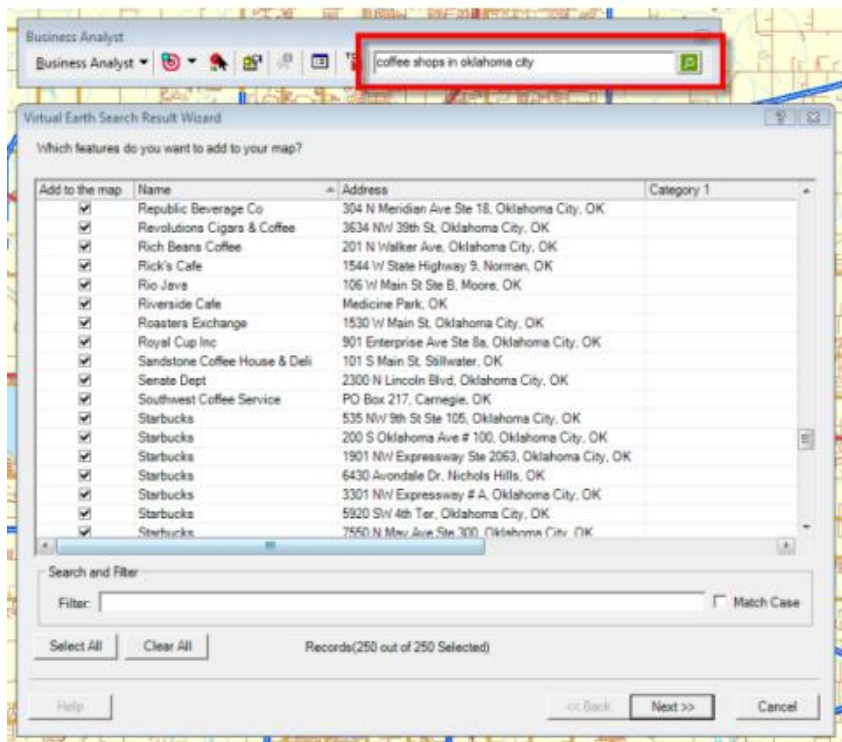 Business Analyst
Business Analyst
coffee shops in oklahoma city
Virtual Earth Search Result Wizard
Which features do you want to add to your map?
Add to the map Name Address Category 1
Republic Beverage Co 304 N Meridian Ave Ste 18, Oklahoma City, OK
Revolutions Cigars & Coffee 3634 NW 39th St, Oklahoma City, OK
Rich Beans Coffee 201 N Walker Ave, Oklahoma City, OK
Rick's Cafe 1544 W State Highway 9, Norman, OK
Rio Java 106 W Main St Ste B, Moore, OK
Riverside Cafe Medicine Park, OK
Roasters Exchange 1530 W Main St, Oklahoma City, OK
Royal Cup Inc 901 Enterprise Ave Ste 8a, Oklahoma City, OK
Sandstone Coffee House & Deli 101 S Main St, Stillwater, OK
Senate Dept 2300 N Lincoln Blvd, Oklahoma City, OK
Southwest Coffee Service PO Box 217, Carnegie, OK
Starbucks 535 NW 9th St Ste 105, Oklahoma City, OK
Starbucks 200 S Oklahoma Ave # 100, Oklahoma City, OK
Starbucks 1901 NW Expressway Ste 2063, Oklahoma City, OK
Starbucks 6430 Avondale Dr, Nichols Hills, OK
Starbucks 3301 NW Expressway # A, Oklahoma City, OK
Starbucks 5920 SW 4th Ter, Oklahoma City, OK
Starbucks 7550 N May Ave Ste 300, Oklahoma City, OK
Search and Filter
Filter: Match Case
Select All Clear All Records(250 out of 250 Selected)
Help << Back Next >> Cancel